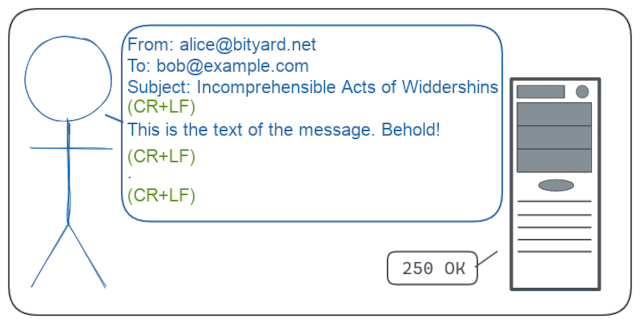 From: alice@bityard.net
To: bob@example.com
Subject: Incomprehensible Acts of Widdershins
(CR+LF)
This is the text of the message. Behold!
(CR+LF)
.
(CR+LF)
250 OK